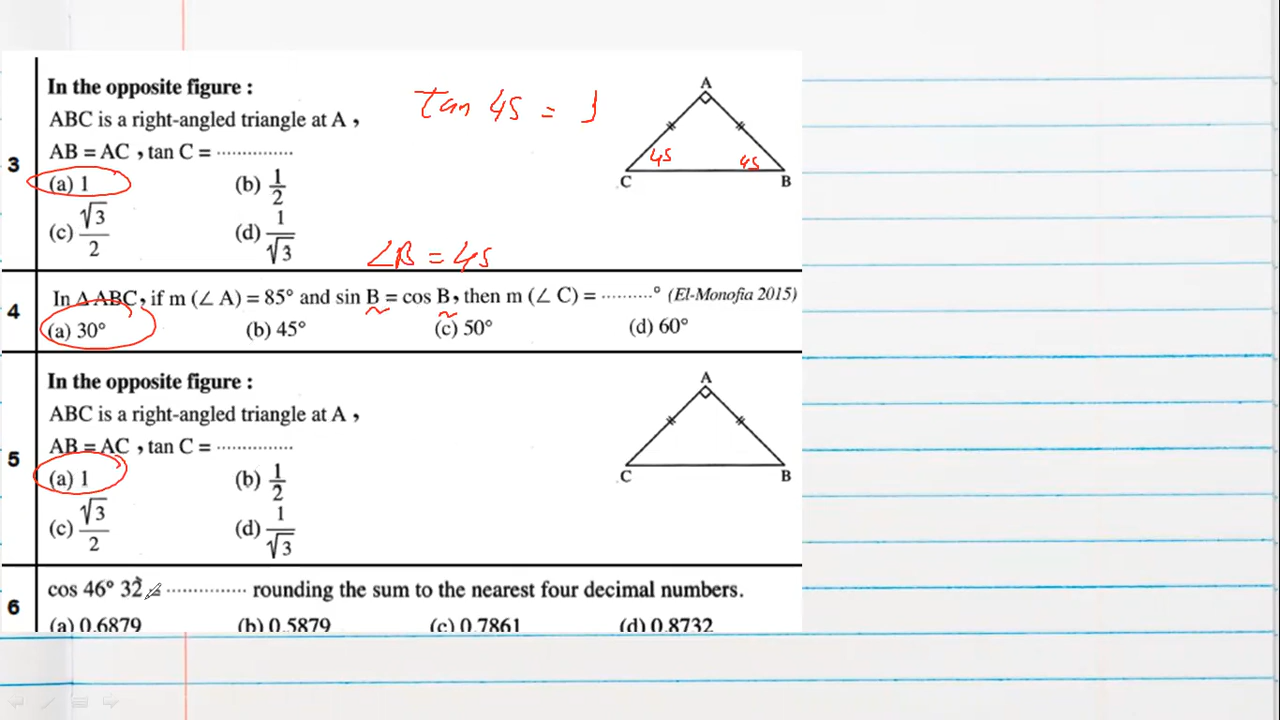 3
In the opposite figure :
ABC is a right-angled triangle at A ,
AB = AC , tan C = ..............
(a) 1
(b) 1/2
(c) √3/2
(d) 1/√3
tan 45 = 1
A
45
45
C
B
∠B = 45
4
In Δ ABC, if m (∠ A) = 85° and sin B = cos B, then m (∠ C) = .........° (El-Monofia 2015)
(a) 30°
(b) 45°
(c) 50°
(d) 60°
5
In the opposite figure :
ABC is a right-angled triangle at A ,
AB = AC , tan C = ..............
(a) 1
(b) 1/2
(c) √3/2
(d) 1/√3
A
C
B
6
cos 46° 32 .............. rounding the sum to the nearest four decimal numbers.
(a) 0.6879
(b) 0.5879
(c) 0.7861
(d) 0.8732